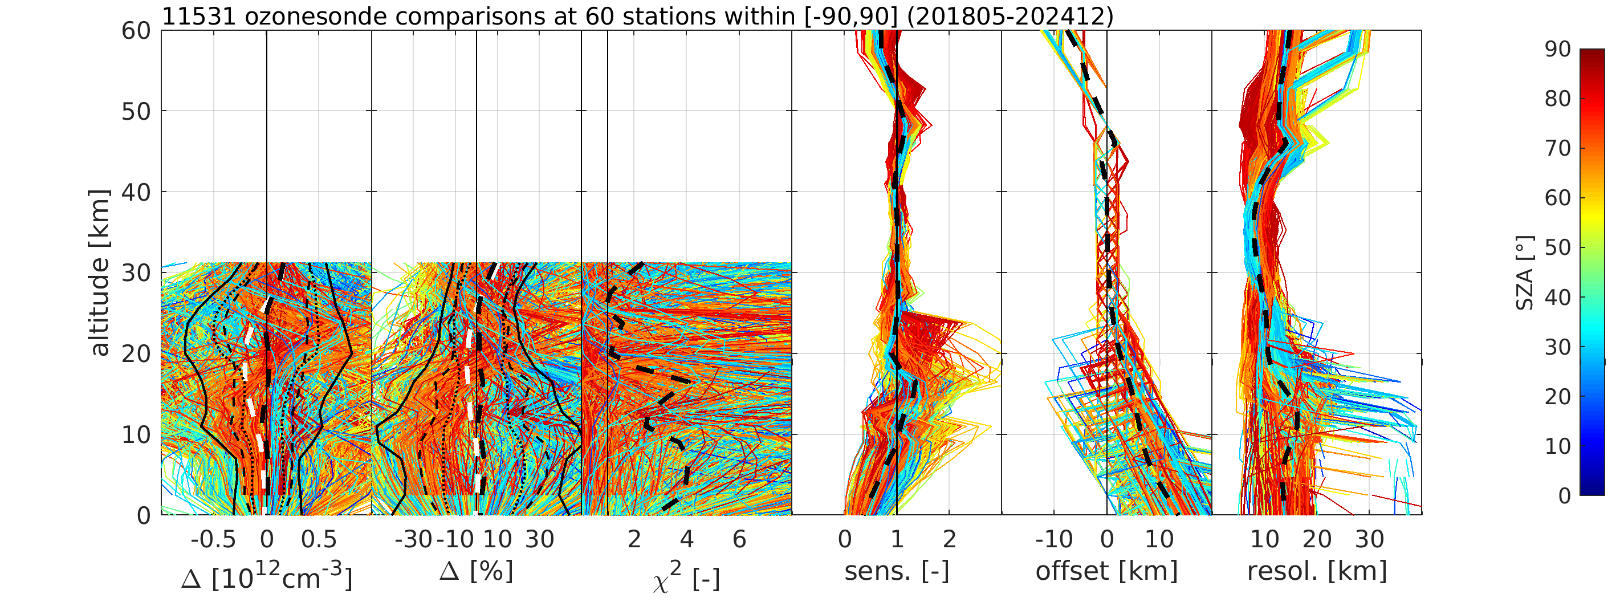 11531 ozonesonde comparisons at 60 stations within [-90,90] (201805-202412)
altitude [km]
60
50
40
30
20
10
0
-0.5 0 0.5
Δ [10¹²cm⁻³]
-30 -10 10 30
Δ [%]
2 4 6
χ² [-]
0 1 2
sens. [-]
-10 0 10
offset [km]
10 20 30
resol. [km]
SZA [°]
90
80
70
60
50
40
30
20
10
0